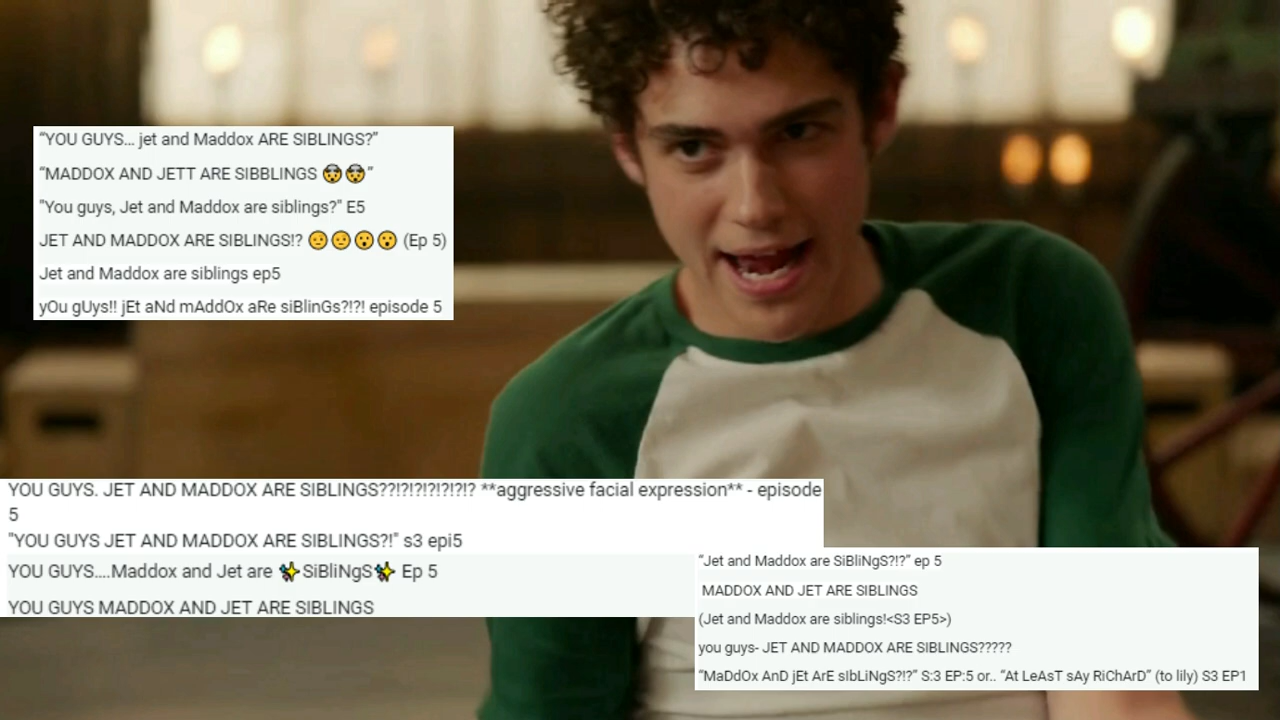 “YOU GUYS... jet and Maddox ARE SIBLINGS?”
“MADDOX AND JETT ARE SIBBLINGS 🤯🤯”
"You guys, Jet and Maddox are siblings?" E5
JET AND MADDOX ARE SIBLINGS!? 🫡🫡😮😮 (Ep 5)
Jet and Maddox are siblings ep5
yOu gUys!! jEt aNd mAddOx aRe siBlinGs?!?! episode 5
YOU GUYS. JET AND MADDOX ARE SIBLINGS??!?!?!?!?!?!? **aggressive facial expression** - episode
5
"YOU GUYS JET AND MADDOX ARE SIBLINGS?!" s3 epi5
YOU GUYS....Maddox and Jet are ✨SiBliNgS✨ Ep 5
YOU GUYS MADDOX AND JET ARE SIBLINGS
“Jet and Maddox are SiBliNgS?!?” ep 5
MADDOX AND JET ARE SIBLINGS
(Jet and Maddox are siblings!<S3 EP5>)
you guys- JET AND MADDOX ARE SIBLINGS?????
“MaDdOx AnD jEt ArE sIbLiNgS?!?” S:3 EP:5 or.. “At LeAsT sAy RiChArD” (to lily) S3 EP1